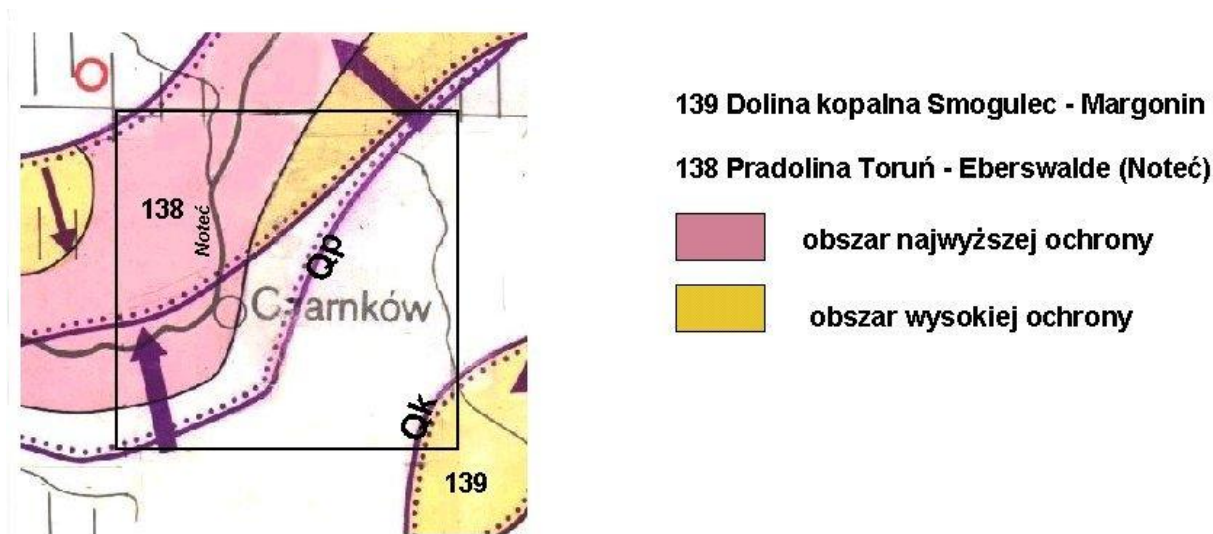 138
Noteć
Qp
Czarnków
Qk
139
139 Dolina kopalna Smogulec - Margonin
138 Pradolina Toruń - Eberswalde (Noteć)
obszar najwyższej ochrony
obszar wysokiej ochrony